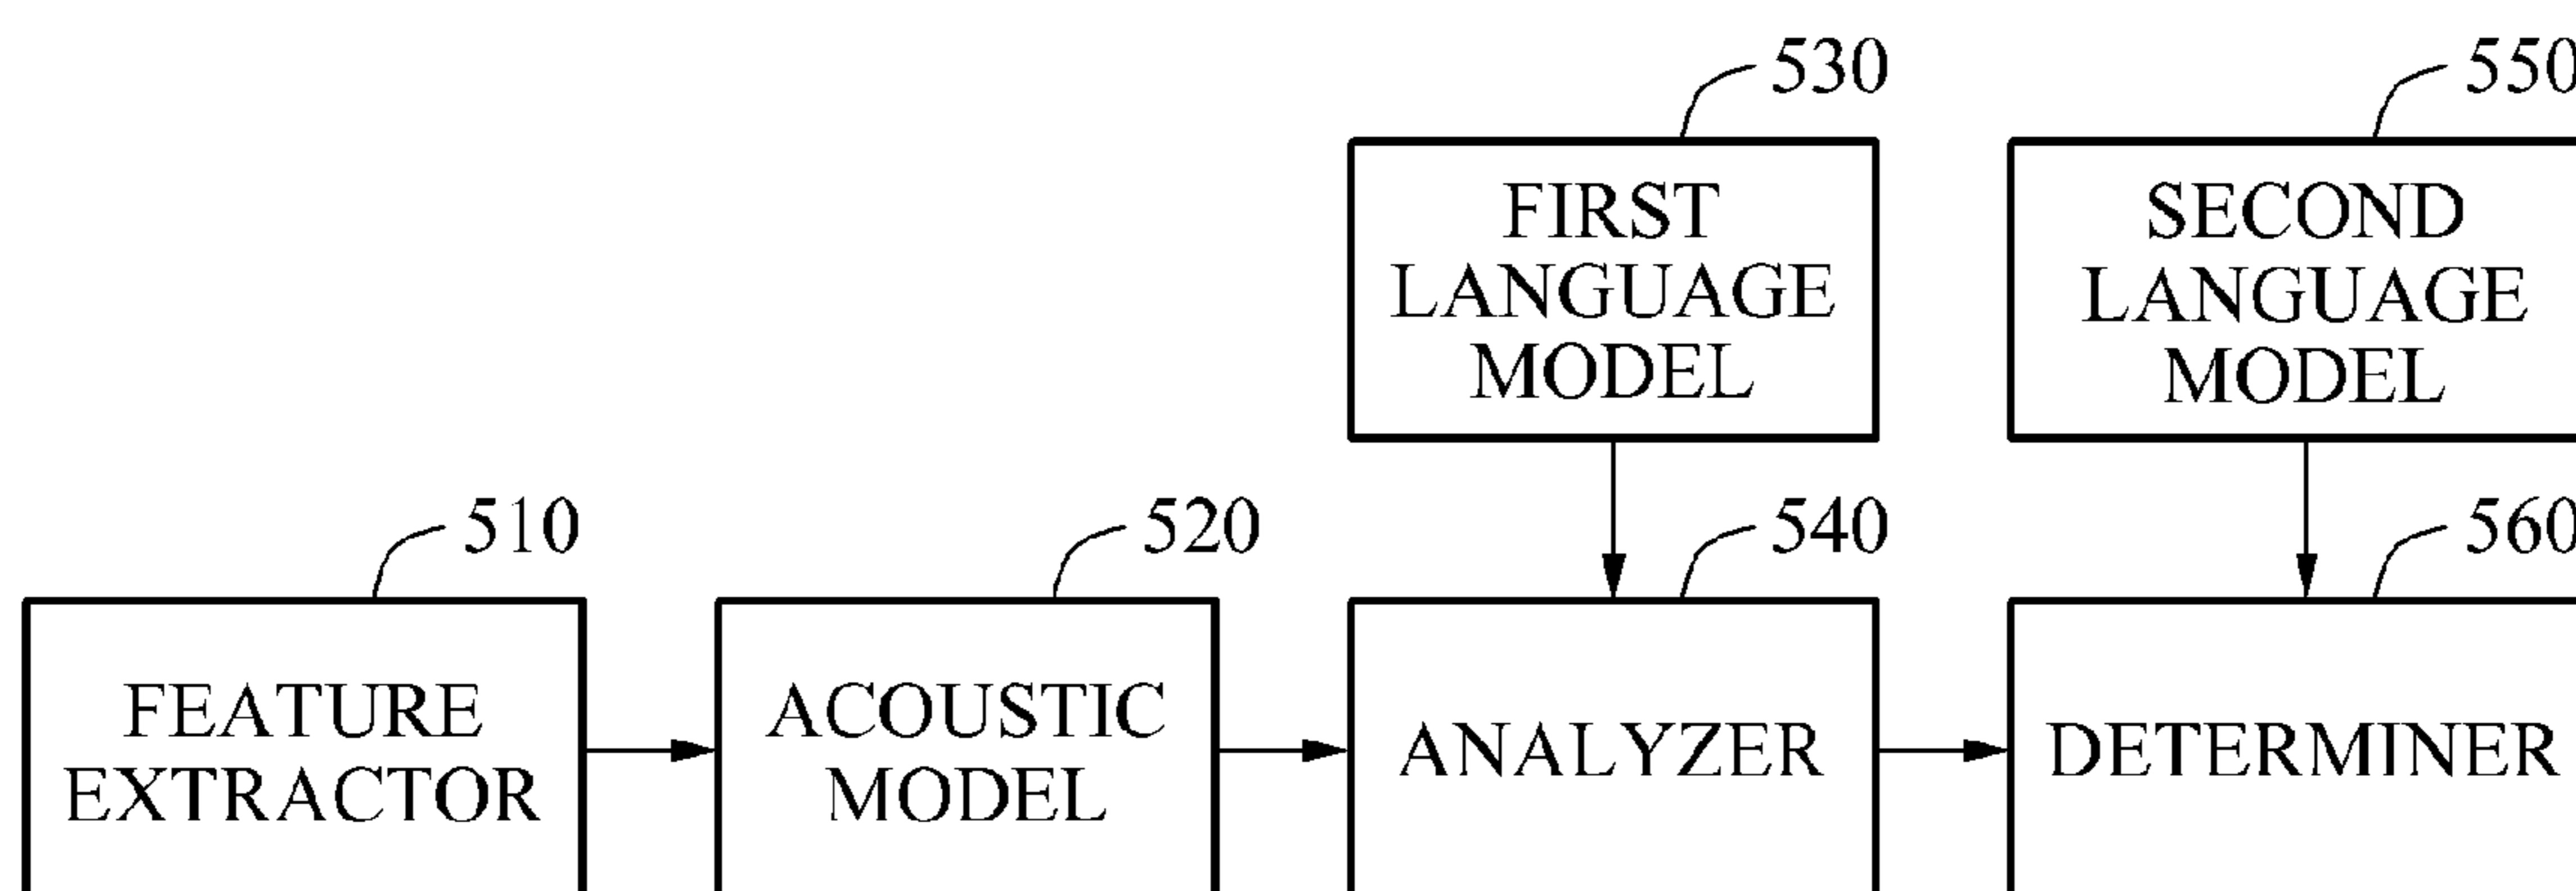 530
550
FIRST
LANGUAGE
MODEL
SECOND
LANGUAGE
MODEL
510
520
540
560
FEATURE
EXTRACTOR
ACOUSTIC
MODEL
ANALYZER
DETERMINER